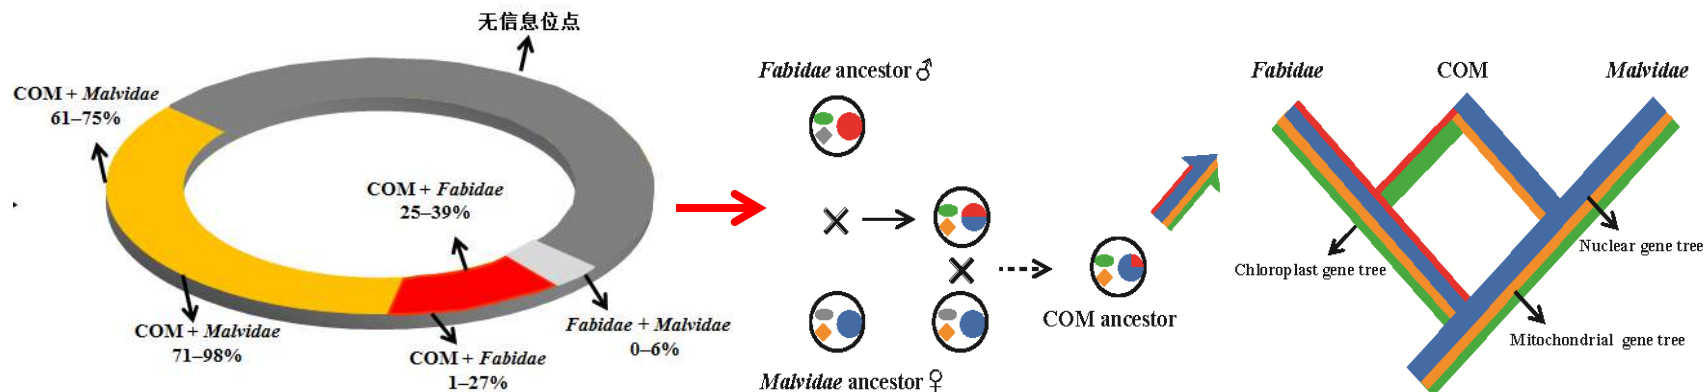 无信息位点
COM + Malvidae
61–75%
COM + Fabidae
25–39%
COM + Malvidae
71–98%
COM + Fabidae
1–27%
Fabidae + Malvidae
0–6%
Fabidae ancestor ♂
COM ancestor
Malvidae ancestor ♀
Fabidae
COM
Malvidae
Nuclear gene tree
Chloroplast gene tree
Mitochondrial gene tree